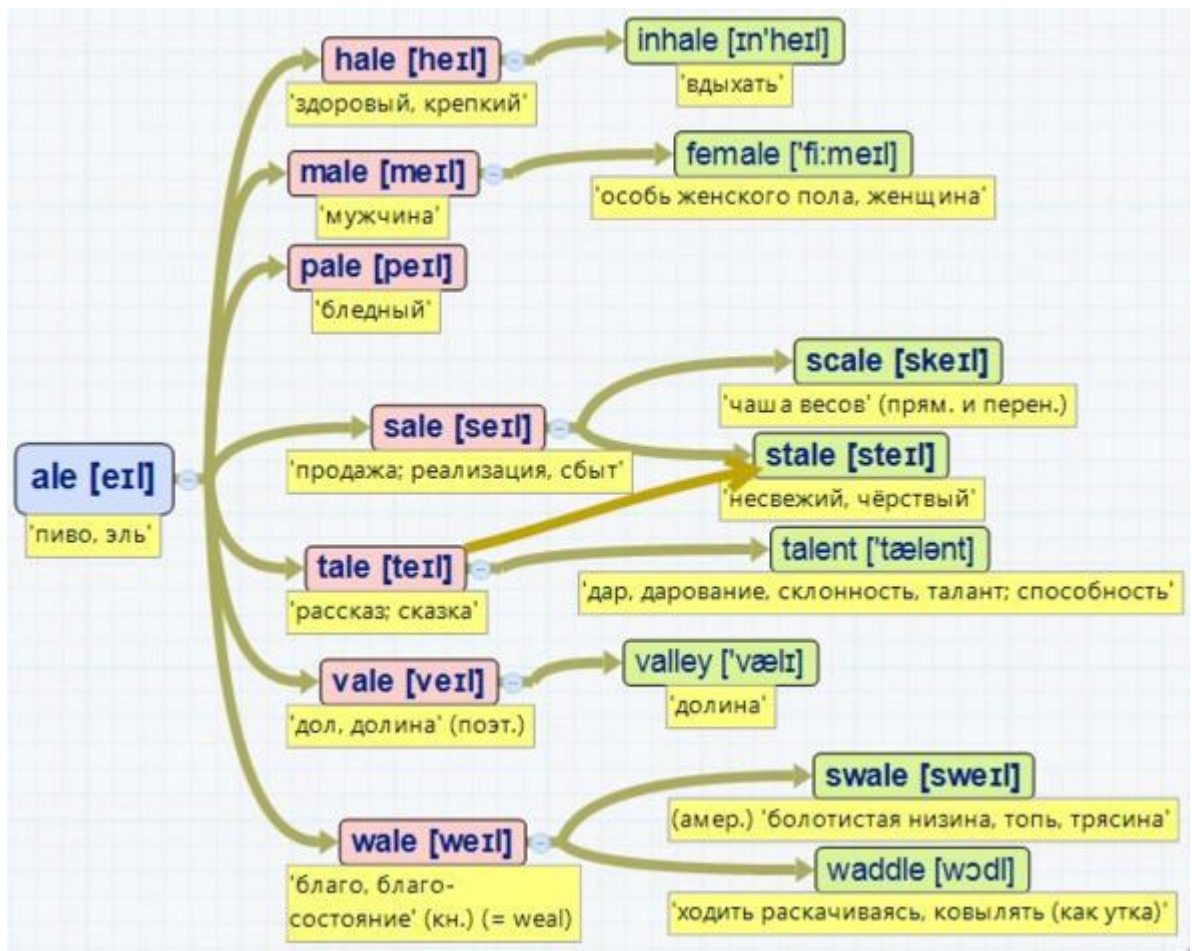 hale [heɪl]
'здоровый, крепкий'
inhale [ɪn'heɪl]
'вдыхать'
male [meɪl]
'мужчина'
female ['fi:meɪl]
'особь женского пола, женщина'
pale [peɪl]
'бледный'
scale [skeɪl]
'чаша весов' (прям. и перен.)
sale [seɪl]
'продажа; реализация, сбыт'
stale [steɪl]
'несвежий, чёрствый'
ale [eɪl]
'пиво, эль'
tale [teɪl]
'рассказ; сказка'
talent ['tælənt]
'дар, дарование, склонность, талант; способность'
vale [veɪl]
'дол, долина' (поэт.)
valley ['vælɪ]
'долина'
swale [sweɪl]
(амер.) 'болотистая низина, топь, трясина'
wale [weɪl]
'благо, благо-
состояние' (кн.) (= weal)
waddle [wɔdl]
'ходить раскачиваясь, ковылять (как утка)'